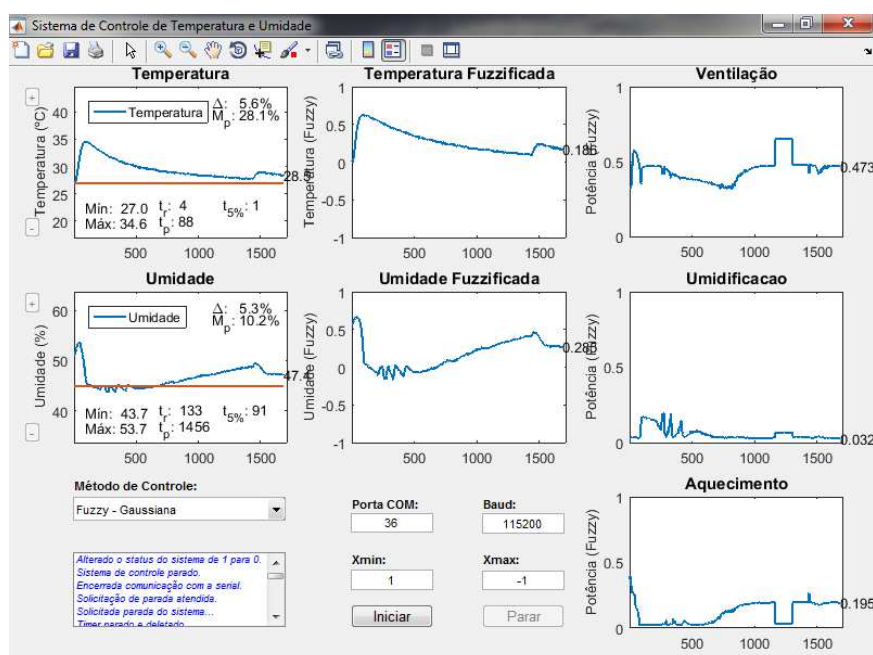 Sistema de Controle de Temperatura e Umidade
Temperatura
Temperatura (ºC)
+
-
40
35
30
25
20
Temperatura
Δ: 5.6%
Mp: 28.1%
Mín: 27.0 tr: 4 t5%: 1
Máx: 34.6 tp: 88
500 1000 1500
Temperatura Fuzzificada
Temperatura (Fuzzy)
1
0.5
0
-0.5
-1
500 1000 1500
Ventilação
Potência (Fuzzy)
1
0.5
0
0.473
500 1000 1500
Umidade
Umidade (%)
+
-
60
50
40
Umidade
Δ: 5.3%
Mp: 10.2%
47.4
Mín: 43.7 tr: 133 t5%: 91
Máx: 53.7 tp: 1456
500 1000 1500
Umidade Fuzzificada
Umidade (Fuzzy)
1
0.5
0
-0.5
-1
500 1000 1500
Umidificacao
Potência (Fuzzy)
1
0.5
0
0.032
500 1000 1500
Método de Controle:
Fuzzy - Gaussiana
Alterado o status do sistema de 1 para 0.
Sistema de controle parado.
Encerrada comunicação com a serial.
Solicitação de parada atendida.
Solicitada parada do sistema...
Timer parado e deletado
Porta COM:
36
Baud:
115200
Xmin:
1
Xmax:
-1
Iniciar
Parar
Aquecimento
Potência (Fuzzy)
1
0.5
0
0.195
500 1000 1500